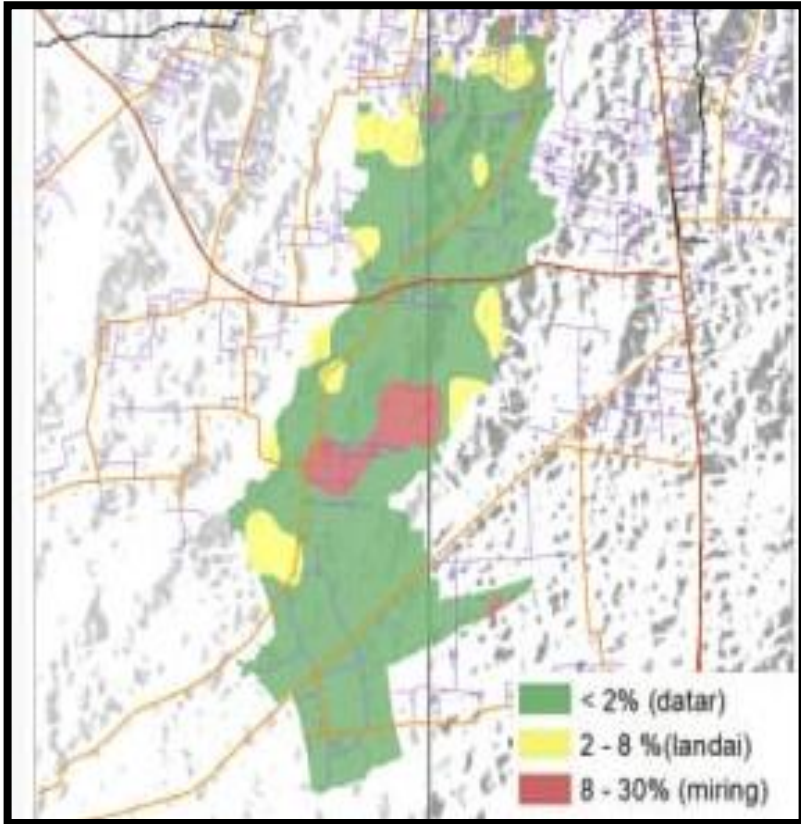 < 2% (datar)
2 - 8 %(landai)
8 - 30% (miring)